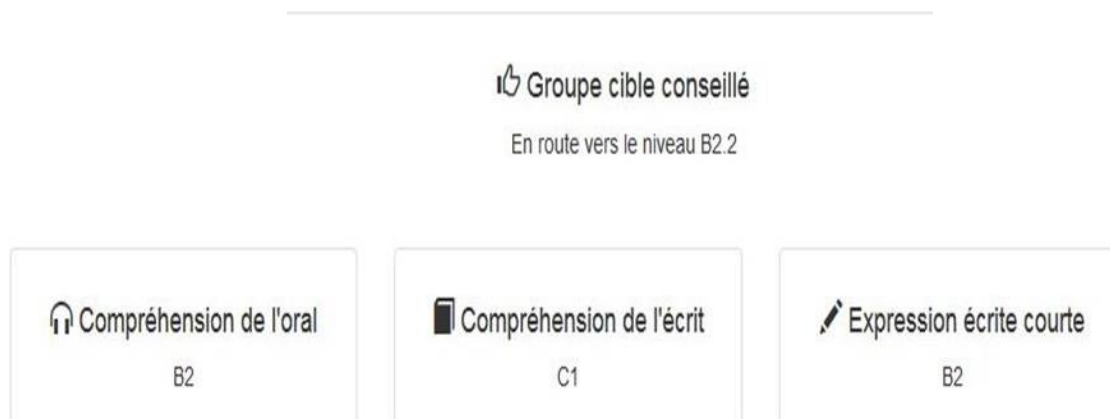 Groupe cible conseillé
En route vers le niveau B2.2
Compréhension de l'oral
B2
Compréhension de l'écrit
C1
Expression écrite courte
B2